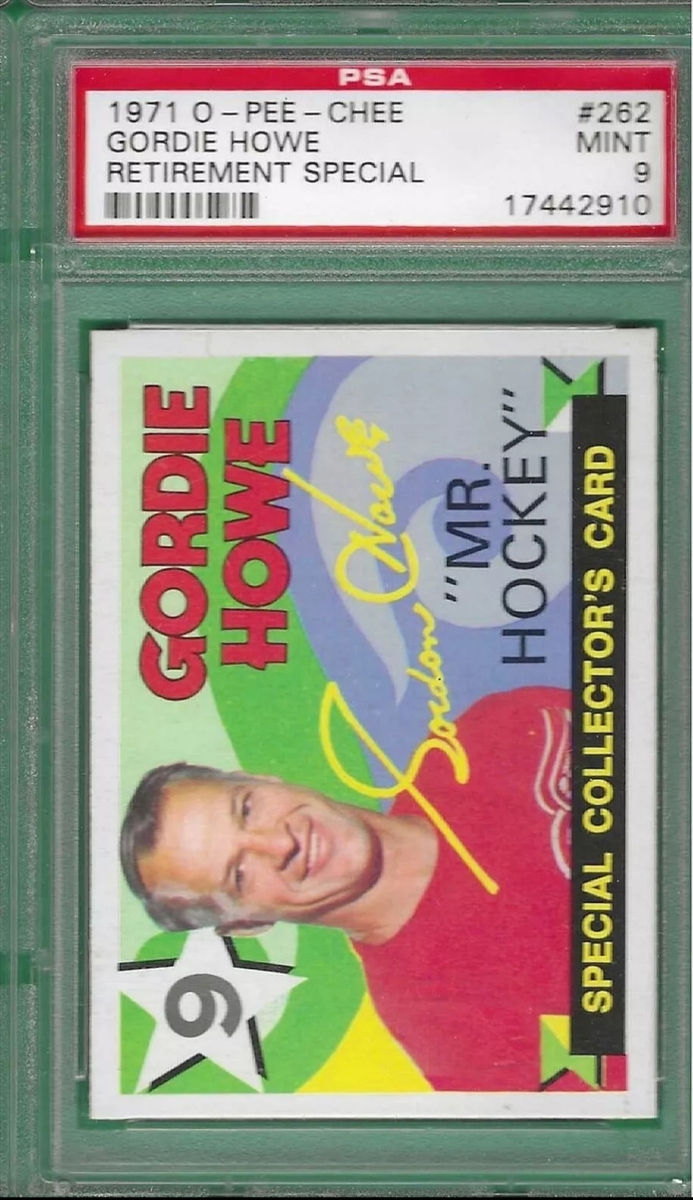 PSA
1971 O-PEE-CHEE #262
GORDIE HOWE MINT
RETIREMENT SPECIAL 9
17442910
GORDIE
HOWE
Gordon Howe
"MR.
HOCKEY"
SPECIAL COLLECTOR'S CARD
9